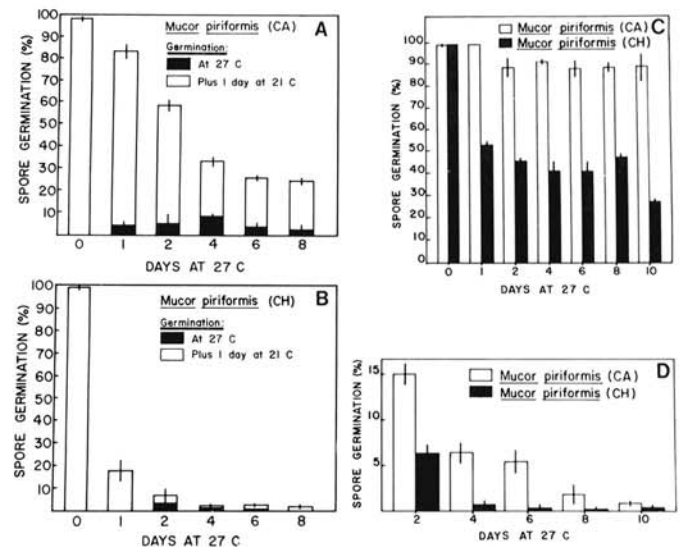 A
Mucor piriformis (CA)
Germination:
At 27 C
Plus 1 day at 21 C
SPORE GERMINATION (%)
100
90
80
70
60
50
40
30
20
10
0 1 2 4 6 8
DAYS AT 27 C
B
Mucor piriformis (CH)
Germination:
At 27 C
Plus 1 day at 21 C
SPORE GERMINATION (%)
100
90
80
70
60
50
40
30
20
10
0 1 2 4 6 8
DAYS AT 27 C
C
Mucor piriformis (CA)
Mucor piriformis (CH)
SPORE GERMINATION (%)
100
90
80
70
60
50
40
30
20
10
0
0 1 2 4 6 8 10
DAYS AT 27 C
D
Mucor piriformis (CA)
Mucor piriformis (CH)
SPORE GERMINATION (%)
15
10
5
2 4 6 8 10
DAYS AT 27 C